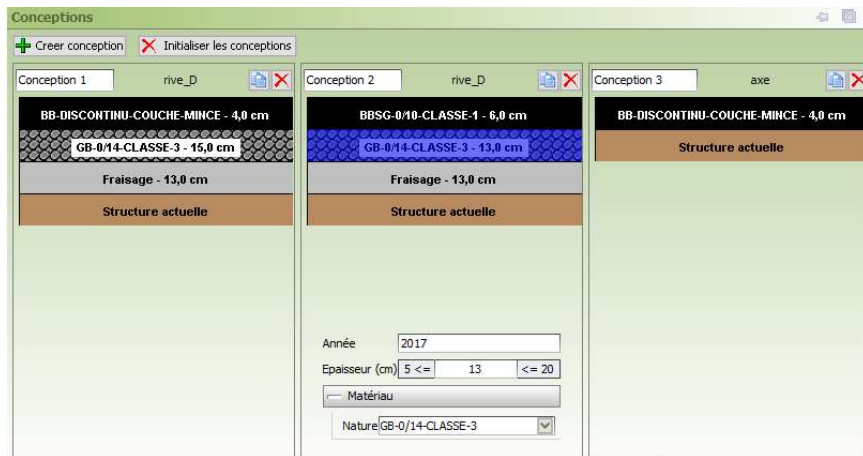 Conceptions
Creer conception Initialiser les conceptions
Conception 1 rive_D
BB-DISCONTINU-COUCHE-MINCE - 4,0 cm
GB-0/14-CLASSE-3 - 15,0 cm
Fraisage - 13,0 cm
Structure actuelle
Conception 2 rive_D
BBSG-0/10-CLASSE-1 - 6,0 cm
GB-0/14-CLASSE-3 - 13,0 cm
Fraisage - 13,0 cm
Structure actuelle
Année 2017
Epaisseur (cm) 5 <= 13 <= 20
Matériau
Nature GB-0/14-CLASSE-3
Conception 3 axe
BB-DISCONTINU-COUCHE-MINCE - 4,0 cm
Structure actuelle